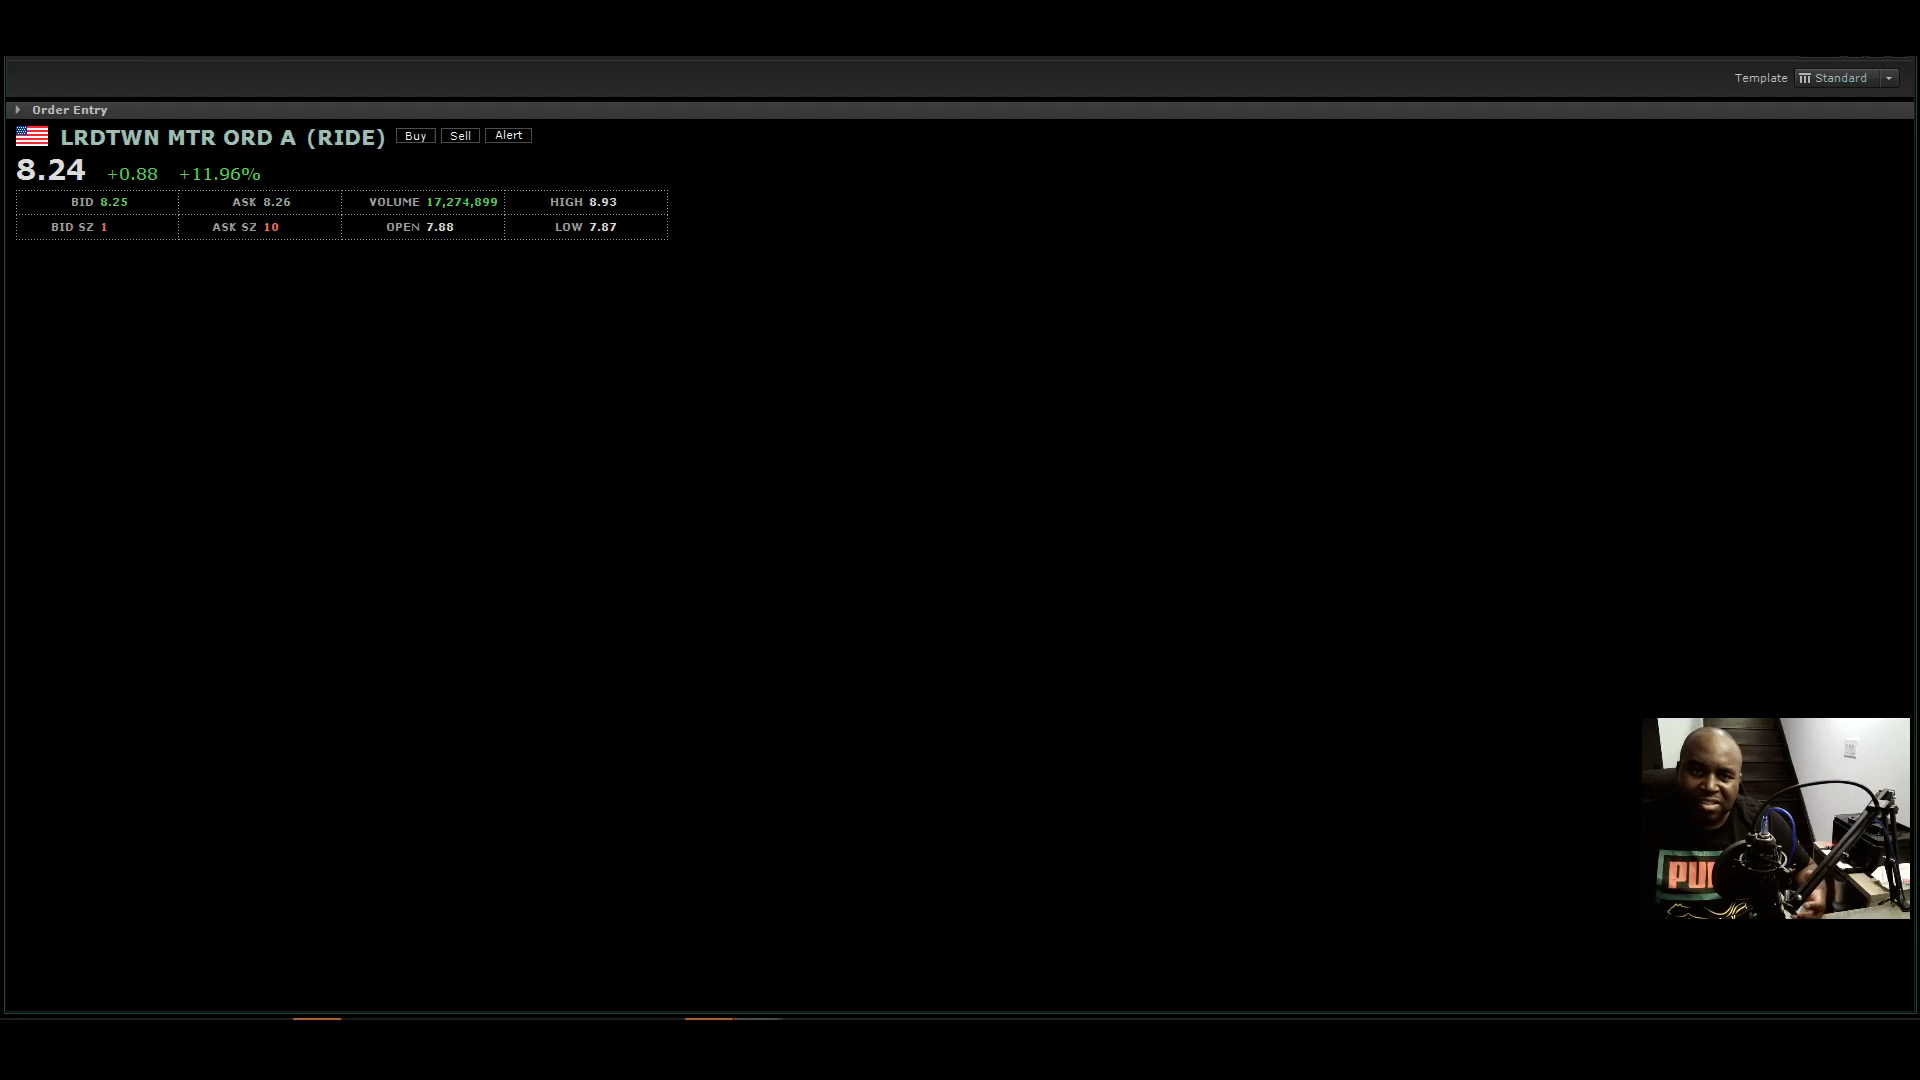 Template Standard
Order Entry
LRDTWN MTR ORD A (RIDE) Buy Sell Alert
8.24 +0.88 +11.96%
BID 8.25 ASK 8.26 VOLUME 17,274,899 HIGH 8.93
BID SZ 1 ASK SZ 10 OPEN 7.88 LOW 7.87
PU